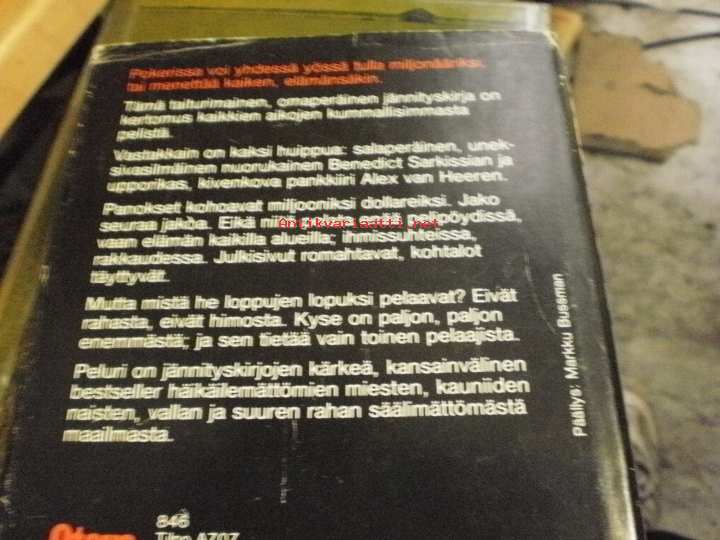 Pokerissa voi yhdessä yössä tulla miljonääriksi,
tai menettää kaiken, elämänsäkin.
Tämä taiturimainen, omaperäinen jännityskirja on
kertomus kaikkien aikojen kummallisimmasta
pelistä.
Vastakkain on kaksi huippua: salaperäinen, unek-
sivasilmäinen muorukainen Benedict Sarkissian ja
upporikas, kivenkova pankkiiri Alex van Heeren.
Panokset kohoavat miljooniksi dollareiksi. Jako
seuraa jakoa. Eikä pelipöydissä,
Antikvariaatti.net
vaan elämän kaikilla alueilla; ihmissuhteissa,
rakkaudessa. Julkisivut romahtavat, kohtalot
täyttyvät.
Mutta mistä he loppujen lopuksi pelaavat? Eivät
rahasta, eivät himosta. Kyse on paljon, paljon
enemmästä; ja sen tietää vain toinen pelaajista.
Peluri on jännityskirjojen kärkeä, kansainvälinen
bestseller häikäilemättömien miesten, kauniiden
naisten, vallan ja suuren rahan säälimättömästä
maailmasta.
Päällys: Markku Bussman
Otava
846